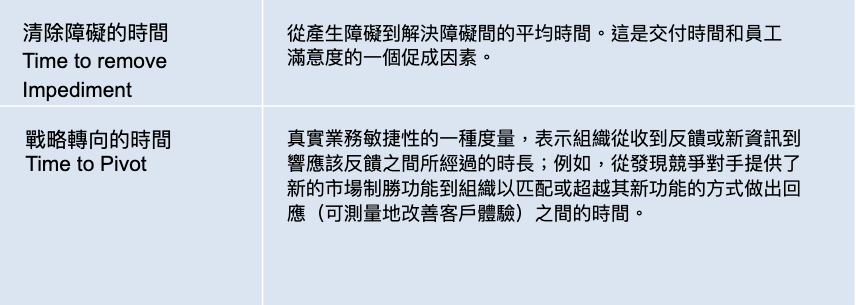 清除障礙的時間
Time to remove
Impediment
從產生障礙到解決障礙間的平均時間。這是交付時間和員工
滿意度的一個促成因素。
戰略轉向的時間
Time to Pivot
真實業務敏捷性的一種度量，表示組織從收到反饋或新資訊到
響應該反饋之間所經過的時長；例如，從發現競爭對手提供了
新的市場制勝功能到組織以匹配或超越其新功能的方式做出回
應（可測量地改善客戶體驗）之間的時間。